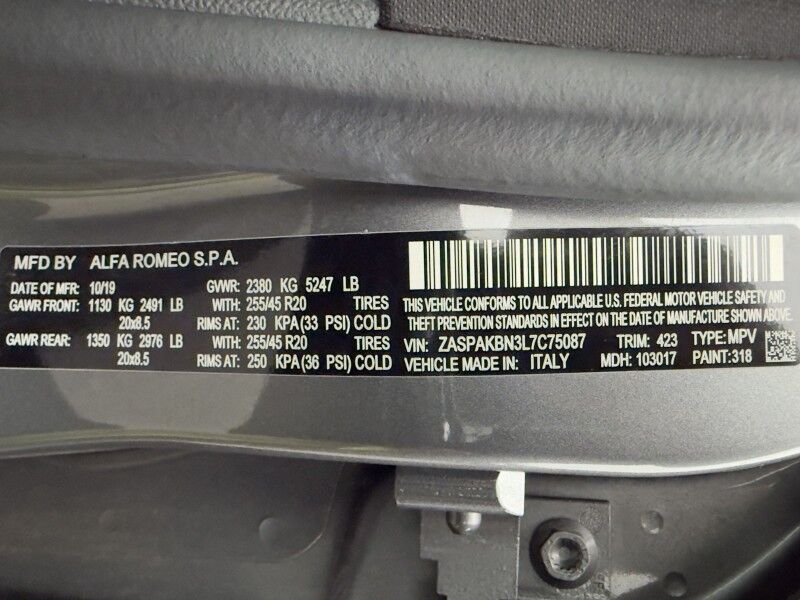 MFD BY ALFA ROMEO S.P.A.
DATE OF MFR: 10/19 GVWR: 2380 KG 5247 LB
GAWR FRONT: 1130 KG 2491 LB WITH: 255/45 R20 TIRES
20x8.5 RIMS AT: 230 KPA (33 PSI) COLD
GAWR REAR: 1350 KG 2976 LB WITH: 255/45 R20 TIRES
20x8.5 RIMS AT: 250 KPA (36 PSI) COLD
THIS VEHICLE CONFORMS TO ALL APPLICABLE U.S. FEDERAL MOTOR VEHICLE SAFETY AND
THEFT PREVENTION STANDARDS IN EFFECT ON THE DATE OF MANUFACTURE SHOWN ABOVE.
VIN: ZASPAKBN3L7C75087 TRIM: 423 TYPE: MPV
VEHICLE MADE IN: ITALY MDH: 103017 PAINT: 318